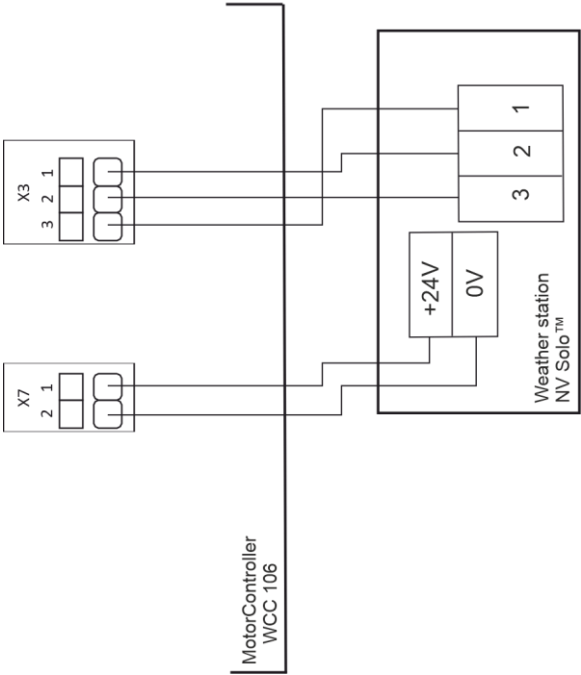 X3
3 2 1
X7
2 1
MotorController
WCC 106
1
2
3
+24V
0V
Weather station
NV Solo™